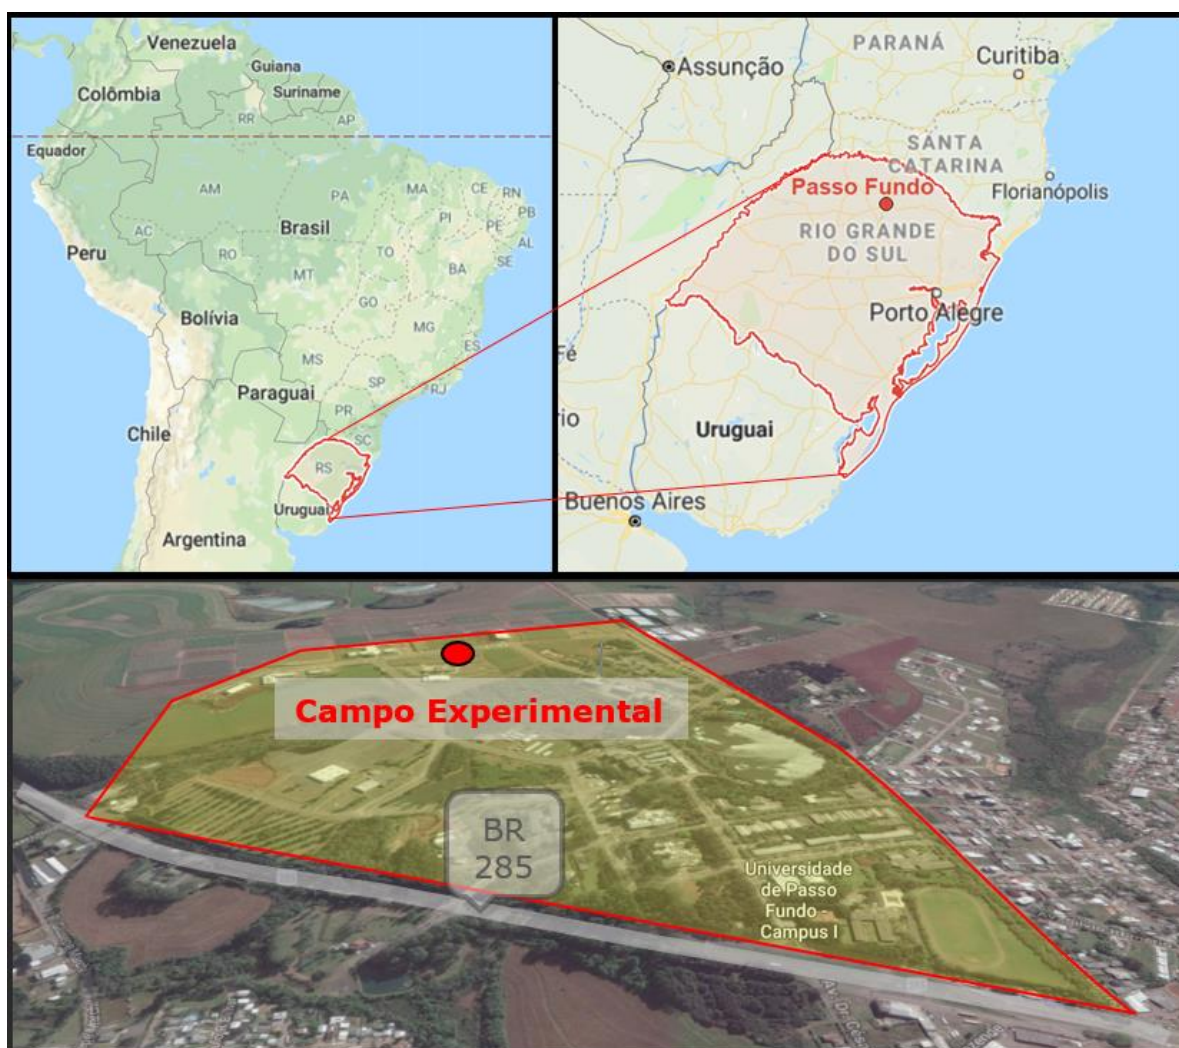 Venezuela
Guiana
Suriname
Colômbia
RR
AP
Equador
AM
PA
MA
CE
RN
PB
PI
PE
AL
SE
AC
Brasil
TO
RO
BA
Peru
MT
GO
Bolívia
MG
ES
MS
SP
RJ
Paraguai
PR
SC
Chile
RS
Uruguai
Argentina
PARANÁ
Curitiba
Assunção
SANTA
CATARINA
Passo Fundo
Florianópolis
RIO GRANDE
DO SUL
Porto Alegre
Fé
rio
Uruguai
Buenos Aires
Campo Experimental
BR
285
Universidade
de Passo
Fundo -
Campus I